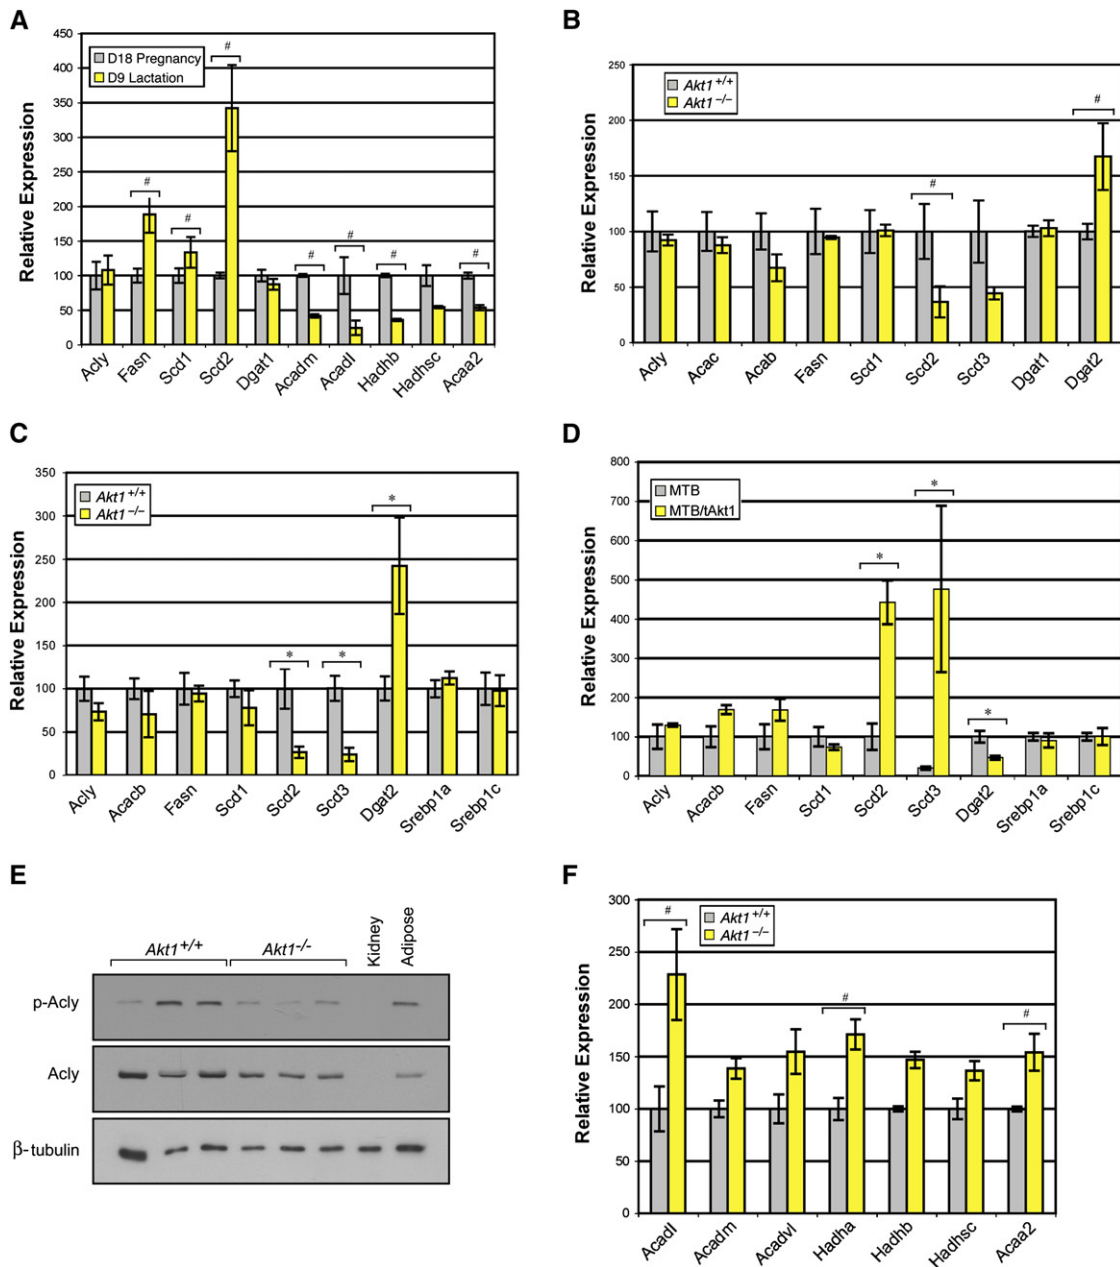 A
450
400
350
300
250
200
150
100
50
0
Relative Expression
D18 Pregnancy
D9 Lactation
#
#
#
#
#
#
#
#
Acly
Fasn
Scd1
Scd2
Dgat1
Acadm
Acadl
Hadhb
Hadhsc
Acaa2
B
250
200
150
100
50
0
Relative Expression
Akt1+/+
Akt1−/−
#
#
Acly
Acac
Acab
Fasn
Scd1
Scd2
Scd3
Dgat1
Dgat2
C
350
300
250
200
150
100
50
0
Relative Expression
Akt1+/+
Akt1−/−
*
*
*
Acly
Acacb
Fasn
Scd1
Scd2
Scd3
Dgat2
Srebp1a
Srebp1c
D
800
700
600
500
400
300
200
100
0
Relative Expression
MTB
MTB/tAkt1
*
*
*
Acly
Acacb
Fasn
Scd1
Scd2
Scd3
Dgat2
Srebp1a
Srebp1c
E
Akt1+/+
Akt1-/-
Kidney
Adipose
p-Acly
Acly
β-tubulin
F
300
250
200
150
100
50
0
Relative Expression
Akt1+/+
Akt1−/−
#
#
#
Acadl
Acadm
Acadvl
Hadha
Hadhb
Hadhsc
Acaa2